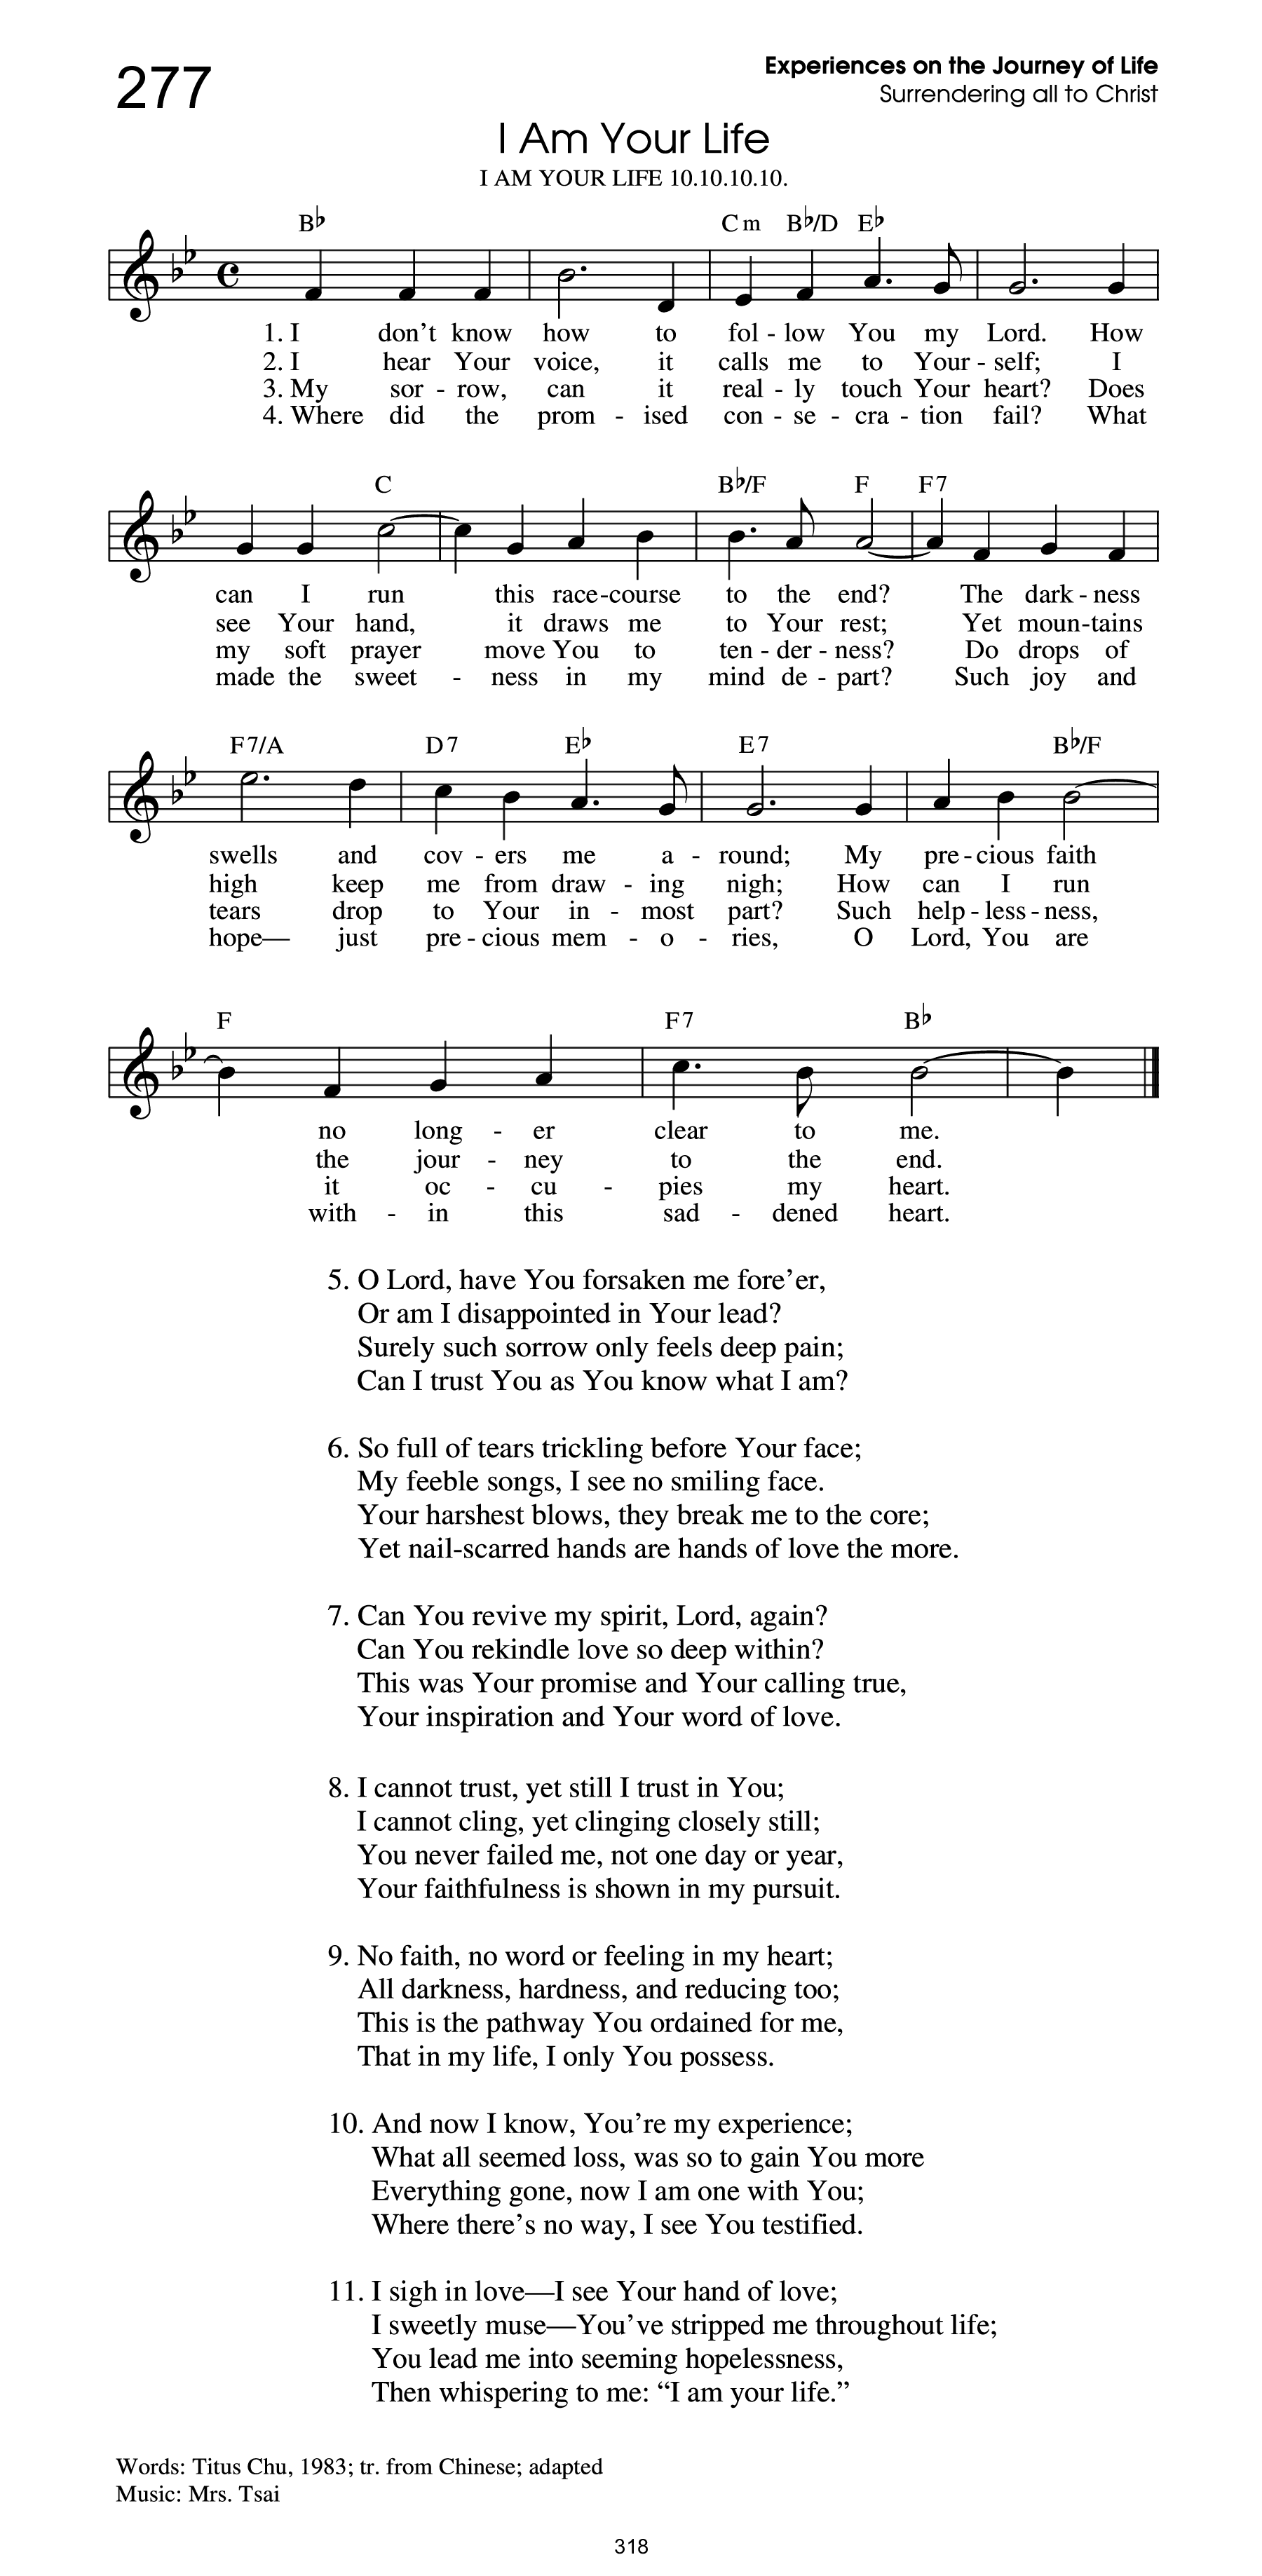 277
Experiences on the Journey of Life
Surrendering all to Christ
I Am Your Life
I AM YOUR LIFE 10.10.10.10.
B♭ Cm B♭/D E♭
1. I don't know how to fol - low You my Lord. How
2. I hear Your voice, it calls me to Your - self; I
3. My sor - row, can it real - ly touch Your heart? Does
4. Where did the prom - ised con - se - cra - tion fail? What
C B♭/F F F7
can I run this race - course to the end? The dark - ness
see Your hand, it draws me to Your rest; Yet moun - tains
my soft prayer move You to ten - der - ness? Do drops of
made the sweet - ness in my mind de - part? Such joy and
F7/A D7 E♭ E7 B♭/F
swells and cov - ers me a - round; My pre - cious faith
high keep me from draw - ing nigh; How can I run
tears drop to Your in - most part? Such help - less - ness,
hope— just pre - cious mem - o - ries, O Lord, You are
F F7 B♭
no long - er clear to me.
the jour - ney to the end.
it oc - cu - pies my heart.
with - in this sad - dened heart.
5. O Lord, have You forsaken me fore'er,
Or am I disappointed in Your lead?
Surely such sorrow only feels deep pain;
Can I trust You as You know what I am?
6. So full of tears trickling before Your face;
My feeble songs, I see no smiling face.
Your harshest blows, they break me to the core;
Yet nail-scarred hands are hands of love the more.
7. Can You revive my spirit, Lord, again?
Can You rekindle love so deep within?
This was Your promise and Your calling true,
Your inspiration and Your word of love.
8. I cannot trust, yet still I trust in You;
I cannot cling, yet clinging closely still;
You never failed me, not one day or year,
Your faithfulness is shown in my pursuit.
9. No faith, no word or feeling in my heart;
All darkness, hardness, and reducing too;
This is the pathway You ordained for me,
That in my life, I only You possess.
10. And now I know, You're my experience;
What all seemed loss, was so to gain You more
Everything gone, now I am one with You;
Where there's no way, I see You testified.
11. I sigh in love—I see Your hand of love;
I sweetly muse—You've stripped me throughout life;
You lead me into seeming hopelessness,
Then whispering to me: “I am your life.”
Words: Titus Chu, 1983; tr. from Chinese; adapted
Music: Mrs. Tsai
318